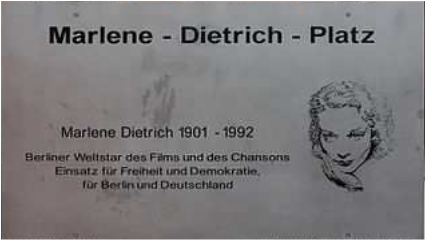 Marlene - Dietrich - Platz
Marlene Dietrich 1901 - 1992
Berliner Weltstar des Films und des Chansons
Einsatz für Freiheit und Demokratie,
für Berlin und Deutschland